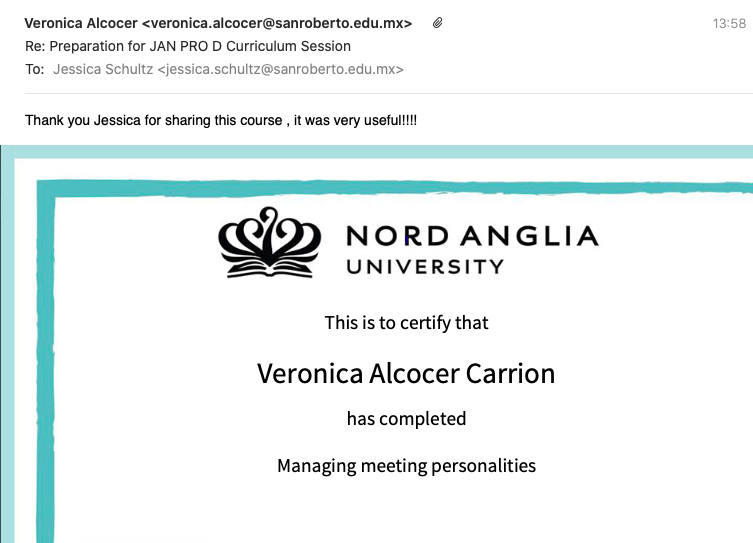 Veronica Alcocer <veronica.alcocer@sanroberto.edu.mx> 13:58
Re: Preparation for JAN PRO D Curriculum Session
To: Jessica Schultz <jessica.schultz@sanroberto.edu.mx>
Thank you Jessica for sharing this course , it was very useful!!!!
NORD ANGLIA
UNIVERSITY
This is to certify that
Veronica Alcocer Carrion
has completed
Managing meeting personalities